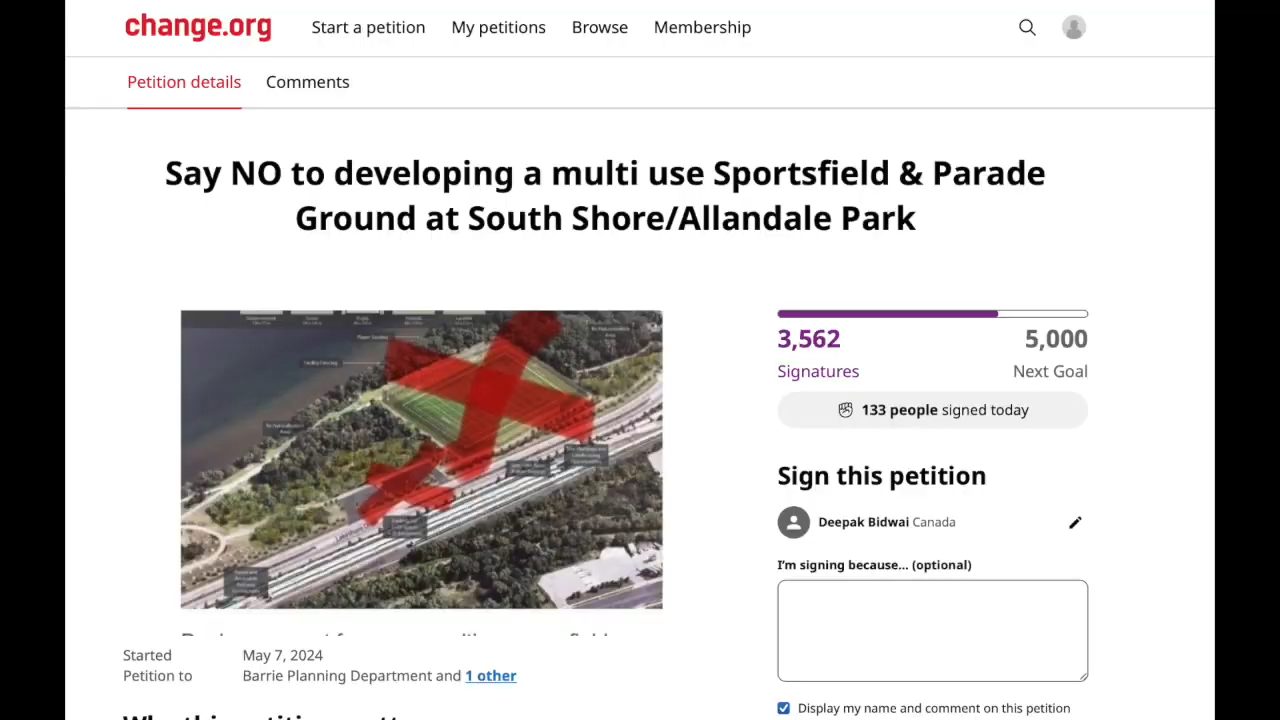 change.org
Start a petition
My petitions
Browse
Membership
Petition details
Comments
Say NO to developing a multi use Sportsfield & Parade
Ground at South Shore/Allandale Park
3,562
5,000
Signatures
Next Goal
133 people signed today
Sign this petition
Deepak Bidwai Canada
I'm signing because... (optional)
Started
May 7, 2024
Petition to
Barrie Planning Department and 1 other
Display my name and comment on this petition